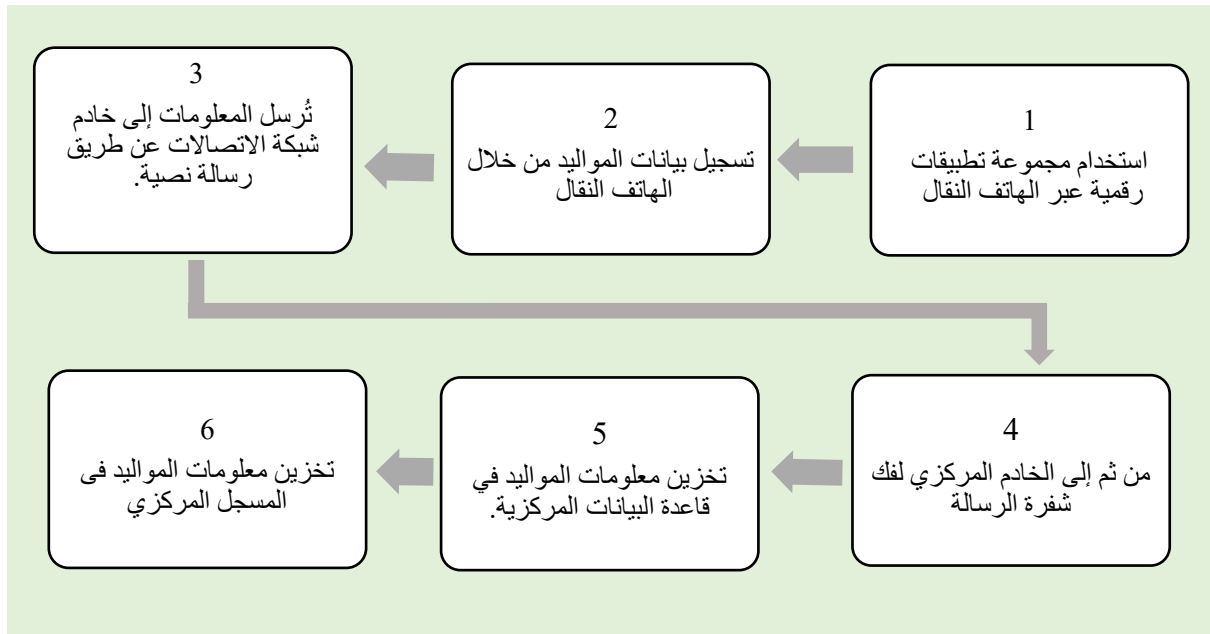 1
استخدام مجموعة تطبيقات
رقمية عبر الهاتف النقال
2
تسجيل بيانات المواليد من خلال
الهاتف النقال
3
تُرسل المعلومات إلى خادم
شبكة الاتصالات عن طريق
رسالة نصية.
4
من ثم إلى الخادم المركزي لفك
شفرة الرسالة
5
تخزين معلومات المواليد في
قاعدة البيانات المركزية.
6
تخزين معلومات المواليد فى
المسجل المركزي